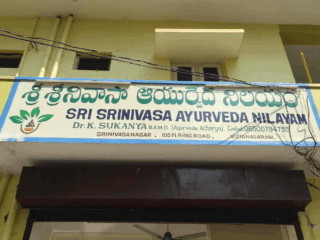 శ్రీ శ్రీనివాసా ఆయుర్వేద నిలయం
SRI SRINIVASA AYURVEDA NILAYAM
Dr. K. SUKANYA B.A.M.S. (Ayurveda Acharya),
SRINIVASANAGAR, 100 Ft RING ROAD, VIZIANAGARAM.